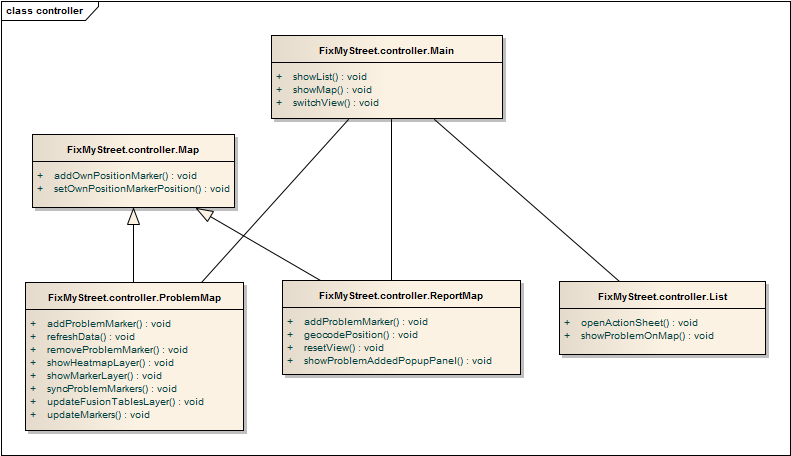 class controller
FixMyStreet.controller.Main
+ showList() : void
+ showMap() : void
+ switchView() : void
FixMyStreet.controller.Map
+ addOwnPositionMarker() : void
+ setOwnPositionMarkerPosition() : void
FixMyStreet.controller.ProblemMap
+ addProblemMarker() : void
+ refreshData() : void
+ removeProblemMarker() : void
+ showHeatmapLayer() : void
+ showMarkerLayer() : void
+ syncProblemMarkers() : void
+ updateFusionTablesLayer() : void
+ updateMarkers() : void
FixMyStreet.controller.ReportMap
+ addProblemMarker() : void
+ geocodePosition() : void
+ resetView() : void
+ showProblemAddedPopupPanel() : void
FixMyStreet.controller.List
+ openActionSheet() : void
+ showProblemOnMap() : void